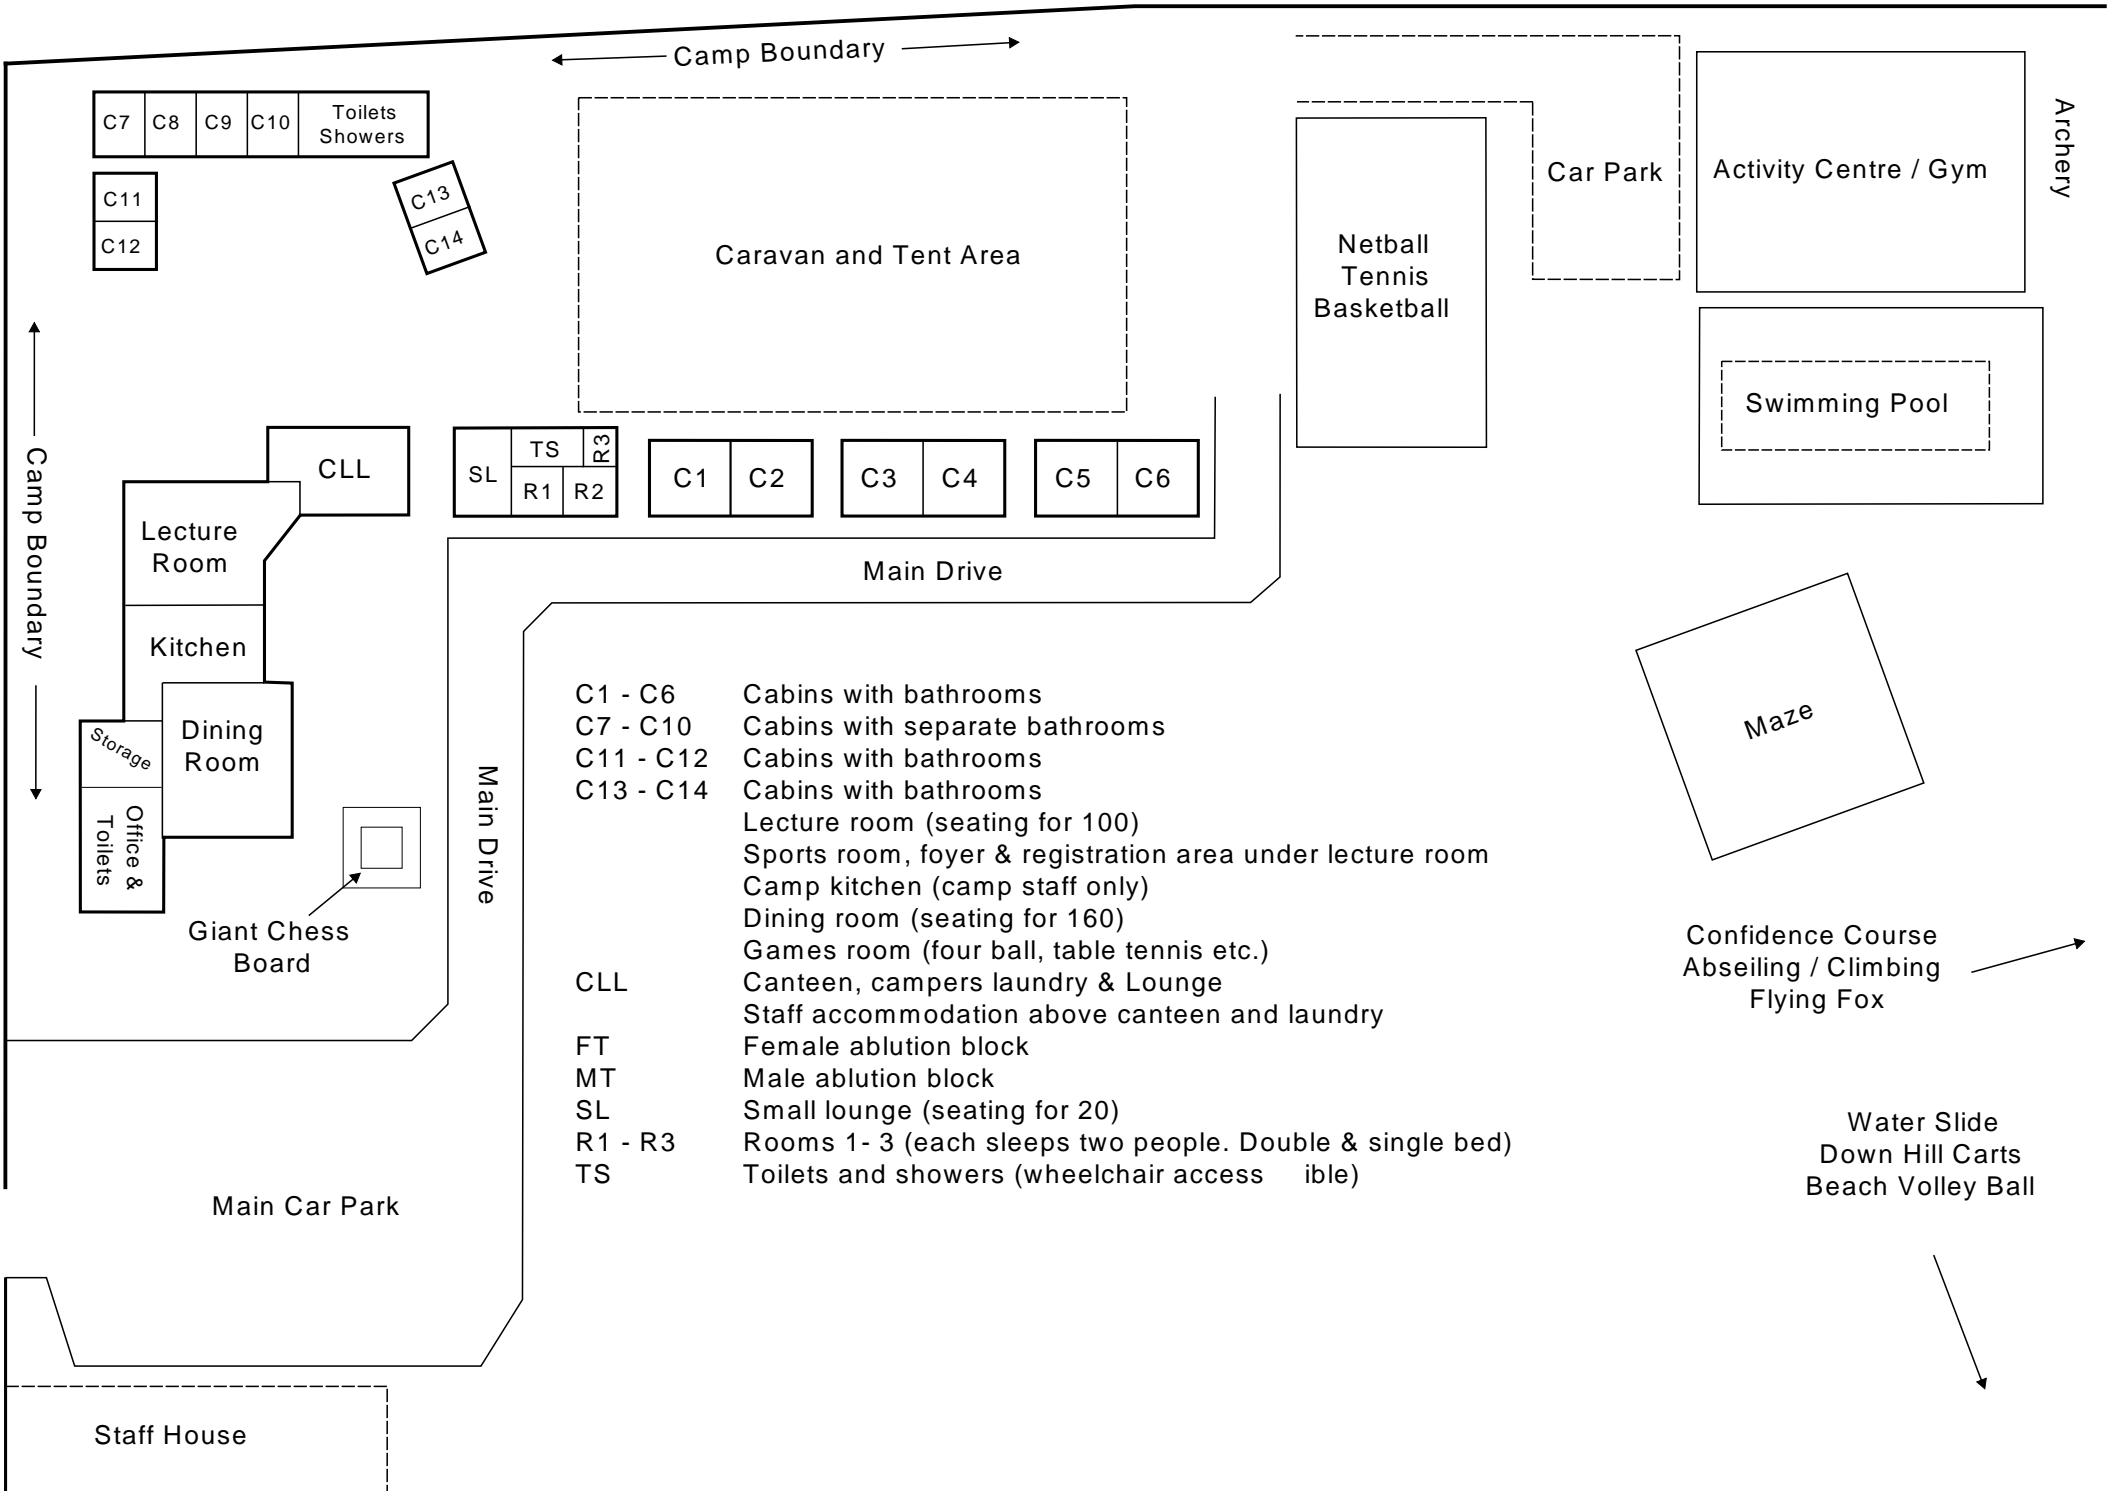 Camp Boundary
C7
C8
C9
C10
Toilets
Showers
C11
C12
C13
C14
Caravan and Tent Area
Netball
Tennis
Basketball
Car Park
Activity Centre / Gym
Archery
Swimming Pool
Camp Boundary
CLL
SL
TS
R3
R1
R2
C1
C2
C3
C4
C5
C6
Lecture
Room
Main Drive
Kitchen
Dining
Room
Storage
Office &
Toilets
Giant Chess
Board
Main Drive
Maze
C1 - C6 Cabins with bathrooms
C7 - C10 Cabins with separate bathrooms
C11 - C12 Cabins with bathrooms
C13 - C14 Cabins with bathrooms
Lecture room (seating for 100)
Sports room, foyer & registration area under lecture room
Camp kitchen (camp staff only)
Dining room (seating for 160)
Games room (four ball, table tennis etc.)
CLL Canteen, campers laundry & Lounge
Staff accommodation above canteen and laundry
FT Female ablution block
MT Male ablution block
SL Small lounge (seating for 20)
R1 - R3 Rooms 1- 3 (each sleeps two people. Double & single bed)
TS Toilets and showers (wheelchair access ible)
Confidence Course
Abseiling / Climbing
Flying Fox
Water Slide
Down Hill Carts
Beach Volley Ball
Main Car Park
Staff House